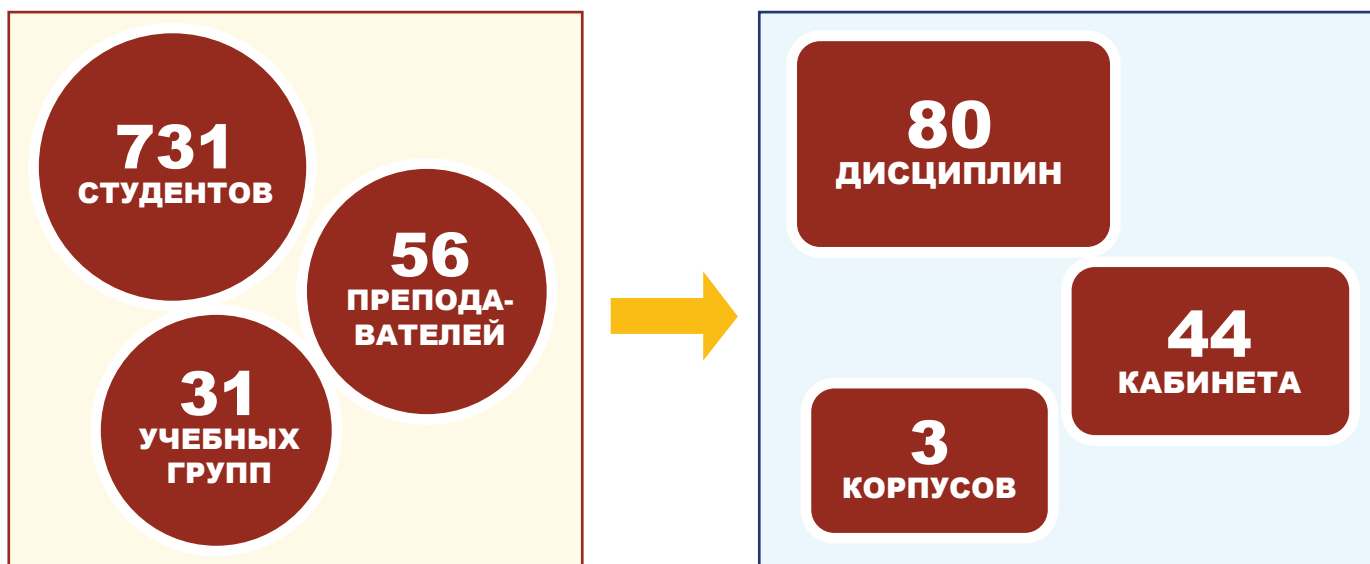 731
СТУДЕНТОВ
56
ПРЕПОДА-
ВАТЕЛЕЙ
31
УЧЕБНЫХ
ГРУПП
80
ДИСЦИПЛИН
44
КАБИНЕТА
3
КОРПУСОВ